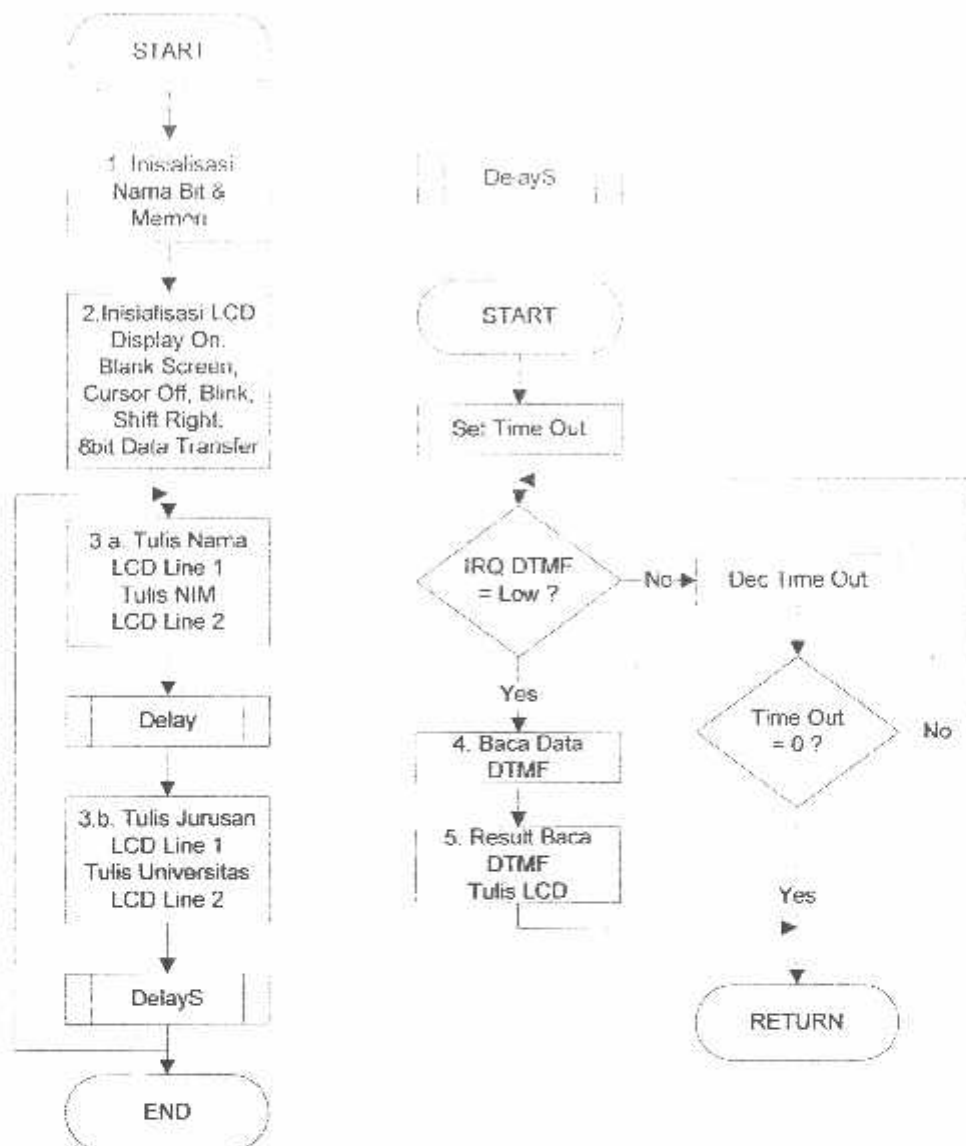 START
1. Inisialisasi
Nama Bit &
Memori
2.Inisialisasi LCD
Display On.
Blank Screen,
Cursor Off, Blink,
Shift Right.
8bit Data Transfer
3.a. Tulis Nama
LCD Line 1
Tulis NIM
LCD Line 2
Delay
3.b. Tulis Jurusan
LCD Line 1
Tulis Universitas
LCD Line 2
DelayS
END
DelayS
START
Set Time Out
IRQ DTMF
= Low ?
No
Yes
4. Baca Data
DTMF
5. Result Baca
DTMF
Tulis LCD
Dec Time Out
Time Out
= 0 ?
No
Yes
RETURN